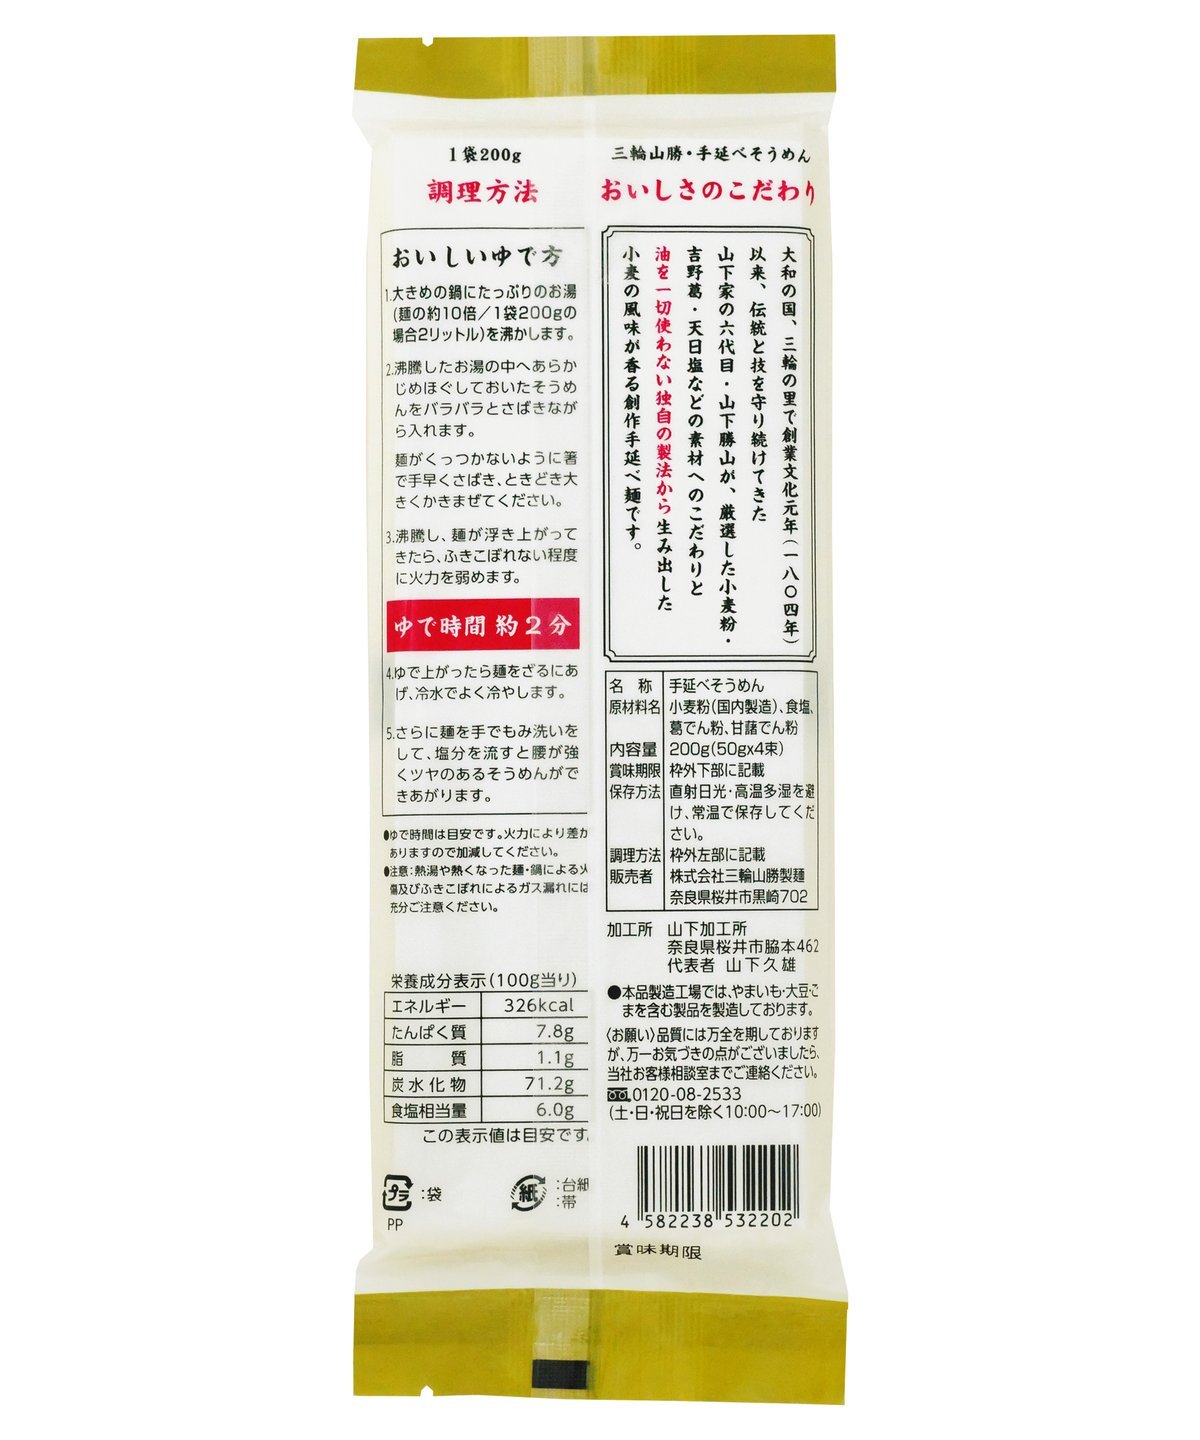 1袋200g
調理方法
おいしいゆで方
1.大きめの鍋にたっぷりのお湯
(麺の約10倍/1袋200gの
場合2リットル)を沸かします。
2.沸騰したお湯の中へあらか
じめほぐしておいたそうめ
んをバラバラとさばきなが
ら入れます。
麺がくっつかないように箸
で手早くさばき、ときどき大
きくかきまぜてください。
3.沸騰し、麺が浮き上がって
きたら、ふきこぼれない程度
に火力を弱めます。
ゆで時間 約2分
4.ゆで上がったら麺をざるにあ
げ、冷水でよく冷やします。
5.さらに麺を手でもみ洗いを
して、塩分を流すと腰が強
くツヤのあるそうめんがで
きあがります。
●ゆで時間は目安です。火力により差が
ありますので加減してください。
●注意:熱湯や熱くなった麺・鍋による火
傷及びふきこぼれによるガス漏れには
充分ご注意ください。
栄養成分表示(100g当り)
エネルギー 326kcal
たんぱく質 7.8g
脂質 1.1g
炭水化物 71.2g
食塩相当量 6.0g
この表示値は目安です。
プラ :袋
PP
紙 :台紙
:帯
三輪山勝・手延べそうめん
おいしさのこだわり
大和の国、三輪の里で創業文化元年(一八〇四年)
以来、伝統と技を守り続けてきた
山下家の六代目・山下勝山が、厳選した小麦粉・
吉野葛・天日塩などの素材へのこだわりと
油を一切使わない独自の製法から生み出した
小麦の風味が香る創作手延べ麺です。
名称 手延べそうめん
原材料名 小麦粉(国内製造)、食塩、
葛でん粉、甘藷でん粉
内容量 200g(50gx4束)
賞味期限 枠外下部に記載
保存方法 直射日光・高温多湿を避
け、常温で保存してくだ
さい。
調理方法 枠外左部に記載
販売者 株式会社三輪山勝製麺
奈良県桜井市黒崎702
加工所 山下加工所
奈良県桜井市脇本462
代表者 山下久雄
●本品製造工場では、やまいも・大豆・ご
まを含む製品を製造しております。
〈お願い〉品質には万全を期しております
が、万一お気づきの点がございましたら、
当社お客様相談室までご連絡ください。
0120-08-2533
(土・日・祝日を除く10:00～17:00)
4 582238 532202
賞味期限